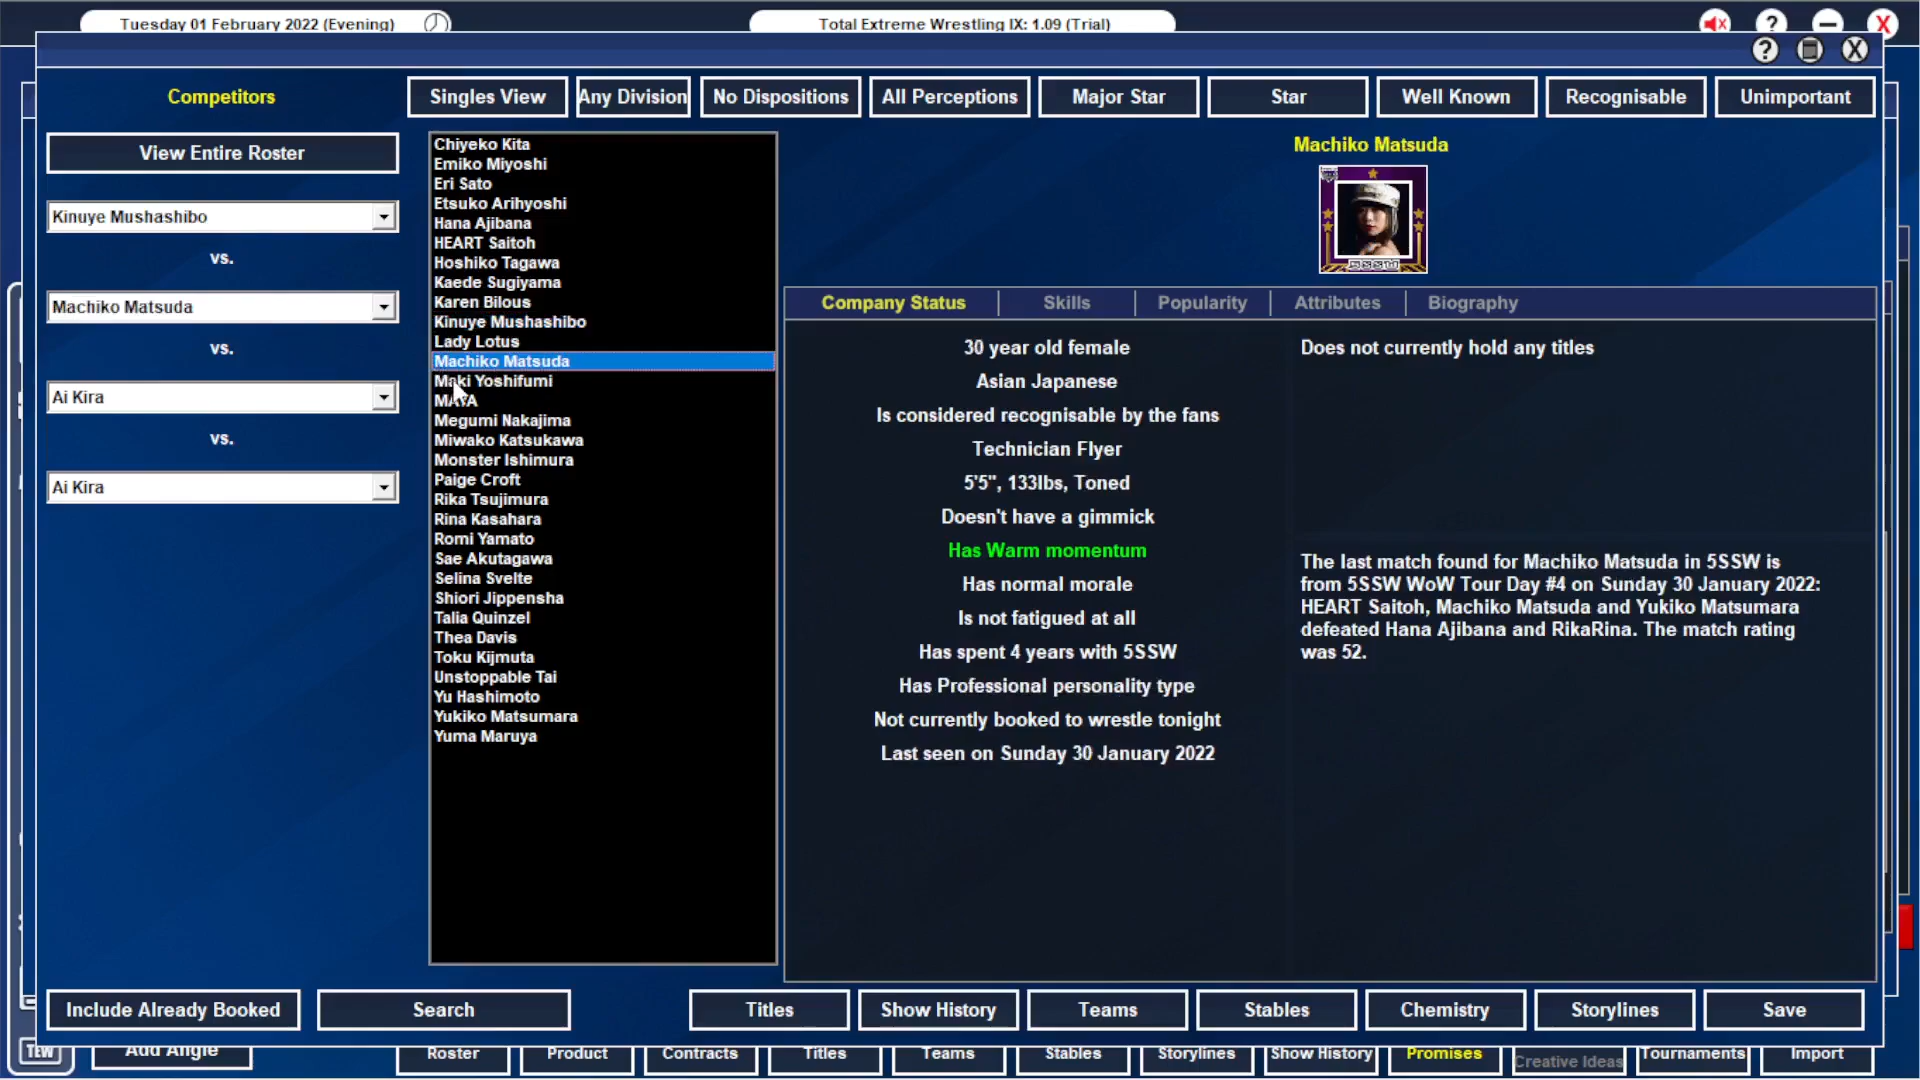 Tuesday 01 February 2022 (Evening)
Total Extreme Wrestling IX: 1.09 (Trial)
Competitors
Singles View
Any Division
No Dispositions
All Perceptions
Major Star
Star
Well Known
Recognisable
Unimportant
View Entire Roster
Kinuye Mushashibo
vs.
Machiko Matsuda
vs.
Ai Kira
vs.
Ai Kira
Chiyeko Kita
Emiko Miyoshi
Eri Sato
Etsuko Arihyoshi
Hana Ajibana
HEART Saitoh
Hoshiko Tagawa
Kaede Sugiyama
Karen Bilous
Kinuye Mushashibo
Lady Lotus
Machiko Matsuda
Maki Yoshifumi
Megumi Nakajima
Miwako Katsukawa
Monster Ishimura
Paige Croft
Rika Tsujimura
Rina Kasahara
Romi Yamato
Sae Akutagawa
Selina Svelte
Shiori Jippensha
Talia Quinzel
Thea Davis
Toku Kijmuta
Unstoppable Tai
Yu Hashimoto
Yukiko Matsumara
Yuma Maruya
Machiko Matsuda
Company Status
Skills
Popularity
Attributes
Biography
30 year old female
Asian Japanese
Is considered recognisable by the fans
Technician Flyer
5'5", 133lbs, Toned
Doesn't have a gimmick
Has Warm momentum
Has normal morale
Is not fatigued at all
Has spent 4 years with 5SSW
Has Professional personality type
Not currently booked to wrestle tonight
Last seen on Sunday 30 January 2022
Does not currently hold any titles
The last match found for Machiko Matsuda in 5SSW is
from 5SSW WoW Tour Day #4 on Sunday 30 January 2022:
HEART Saitoh, Machiko Matsuda and Yukiko Matsumara
defeated Hana Ajibana and RikaRina. The match rating
was 52.
Include Already Booked
Search
Titles
Show History
Teams
Stables
Chemistry
Storylines
Save
TEW
Add Angle
Roster
Product
Contracts
Titles
Teams
Stables
Storylines
Show History
Promises
Creative Ideas
Tournaments
Import